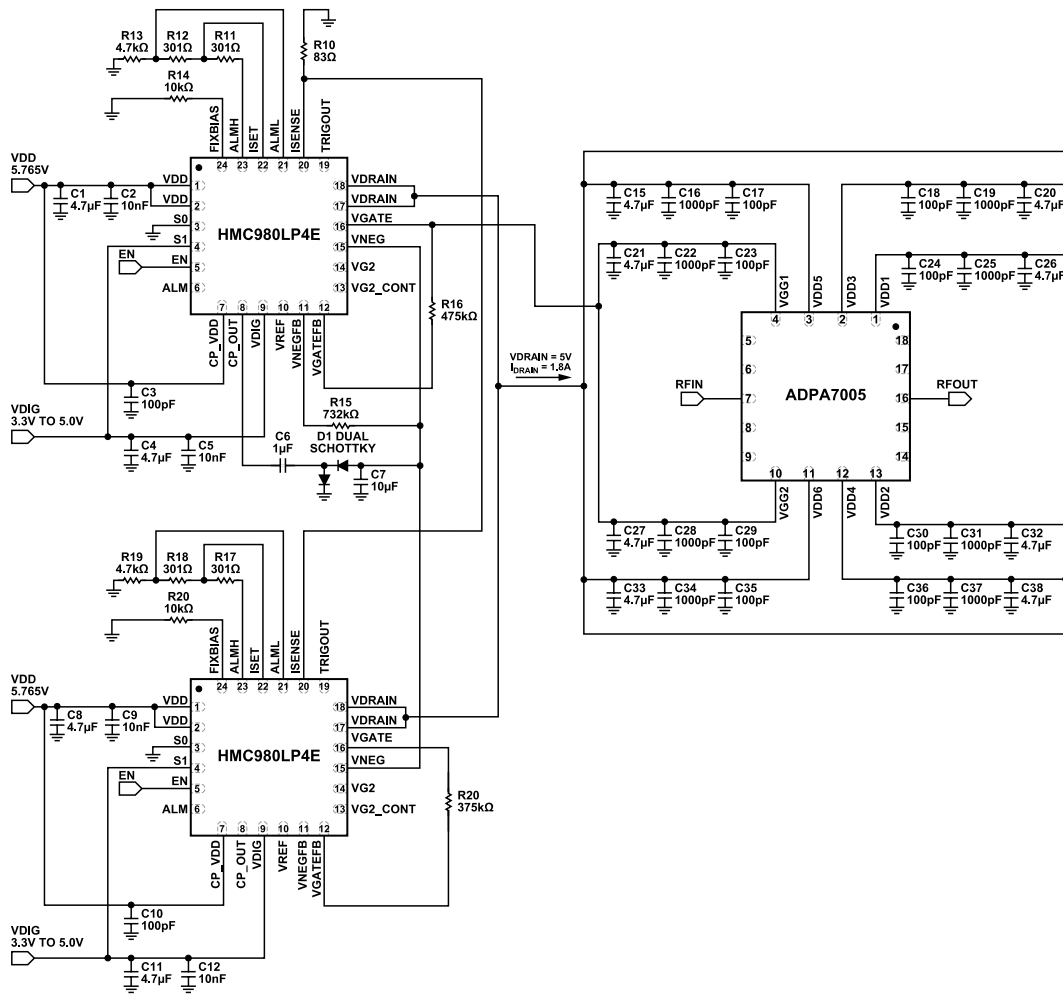 R13
4.7kΩ
R12
301Ω
R11
301Ω
R10
83Ω
R14
10kΩ
FIXBIAS
ALMH
ISET
ALML
ISENSE
TRIGOUT
24
23
22
21
20
19
VDD
5.765V
C1
4.7µF
C2
10nF
VDD
VDD
S0
S1
EN
EN
ALM
1
2
3
4
5
6
HMC980LP4E
18
17
16
15
14
13
VDRAIN
VDRAIN
VGATE
VNEG
VG2
VG2_CONT
7
8
9
10
11
12
CP_VDD
CP_OUT
VDIG
VREF
VNEGFB
VGATEFB
R16
475kΩ
C3
100pF
VDIG
3.3V TO 5.0V
C4
4.7µF
C5
10nF
R15
732kΩ
D1 DUAL
SCHOTTKY
C6
1µF
C7
10µF
R19
4.7kΩ
R18
301Ω
R17
301Ω
R20
10kΩ
FIXBIAS
ALMH
ISET
ALML
ISENSE
TRIGOUT
24
23
22
21
20
19
VDD
5.765V
C8
4.7µF
C9
10nF
VDD
VDD
S0
S1
EN
EN
ALM
1
2
3
4
5
6
HMC980LP4E
18
17
16
15
14
13
VDRAIN
VDRAIN
VGATE
VNEG
VG2
VG2_CONT
7
8
9
10
11
12
CP_VDD
CP_OUT
VDIG
VREF
VNEGFB
VGATEFB
R20
375kΩ
C10
100pF
VDIG
3.3V TO 5.0V
C11
4.7µF
C12
10nF
VDRAIN = 5V
IDRAIN = 1.8A
C15
4.7µF
C16
1000pF
C17
100pF
C18
100pF
C19
1000pF
C20
4.7µF
C21
4.7µF
C22
1000pF
C23
100pF
C24
100pF
C25
1000pF
C26
4.7µF
VGG1
VDD5
VDD3
VDD1
4
3
2
1
5
6
7
8
9
RFIN
ADPA7005
18
17
16
15
14
RFOUT
10
11
12
13
VGG2
VDD6
VDD4
VDD2
C27
4.7µF
C28
1000pF
C29
100pF
C30
100pF
C31
1000pF
C32
4.7µF
C33
4.7µF
C34
1000pF
C35
100pF
C36
100pF
C37
1000pF
C38
4.7µF